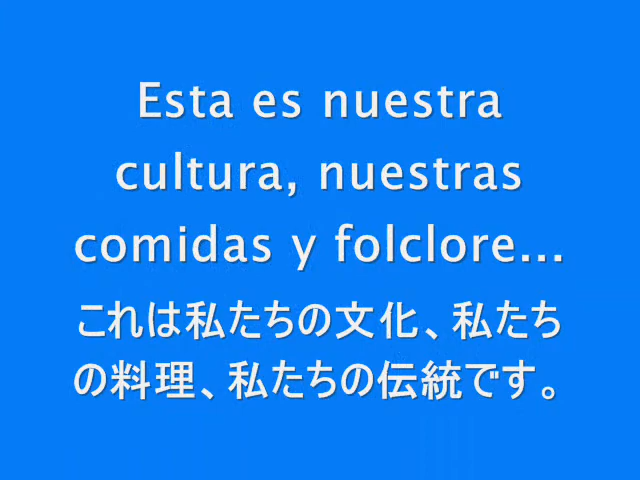 Esta es nuestra
cultura, nuestras
comidas y folclore...
これは私たちの文化、私たち
の料理、私たちの伝統です。